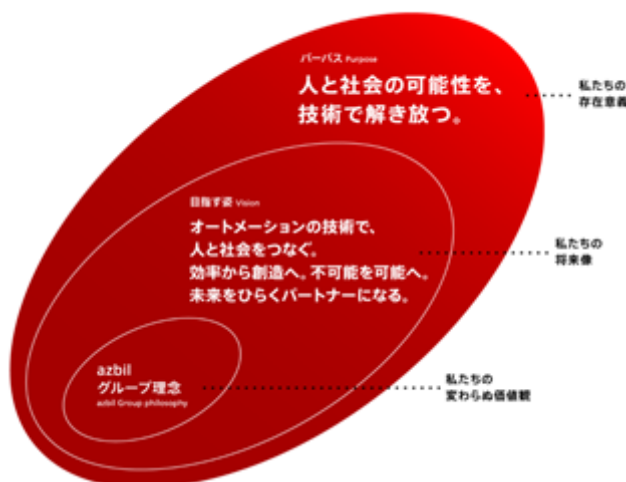 パーパス Purpose
人と社会の可能性を、
技術で解き放つ。
私たちの
存在意義
目指す姿 Vision
オートメーションの技術で、
人と社会をつなぐ。
効率から創造へ。不可能を可能へ。
未来をひらくパートナーになる。
私たちの
将来像
azbil
グループ理念
azbil Group philosophy
私たちの
変わらぬ価値観